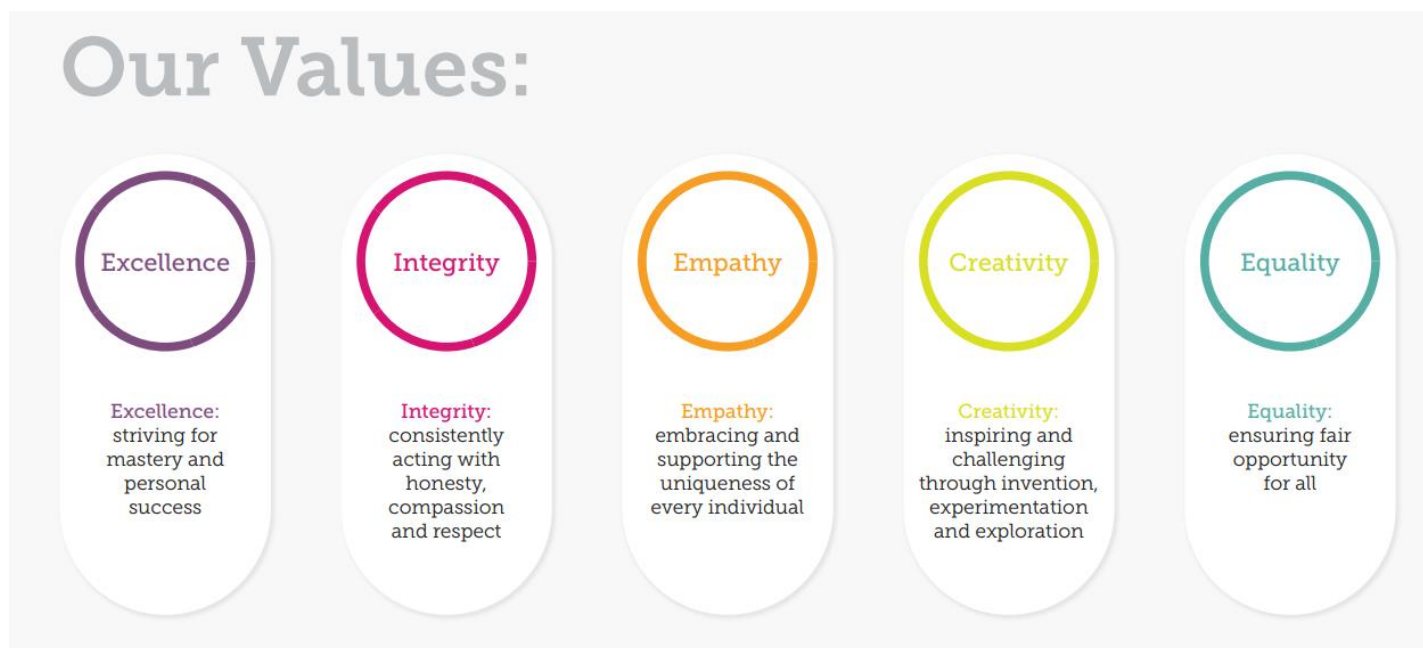 Our Values:
Excellence
Integrity
Empathy
Creativity
Equality
Excellence:
striving for
mastery and
personal
success
Integrity:
consistently
acting with
honesty,
compassion
and respect
Empathy:
embracing and
supporting the
uniqueness of
every individual
Creativity:
inspiring and
challenging
through invention,
experimentation
and exploration
Equality:
ensuring fair
opportunity
for all